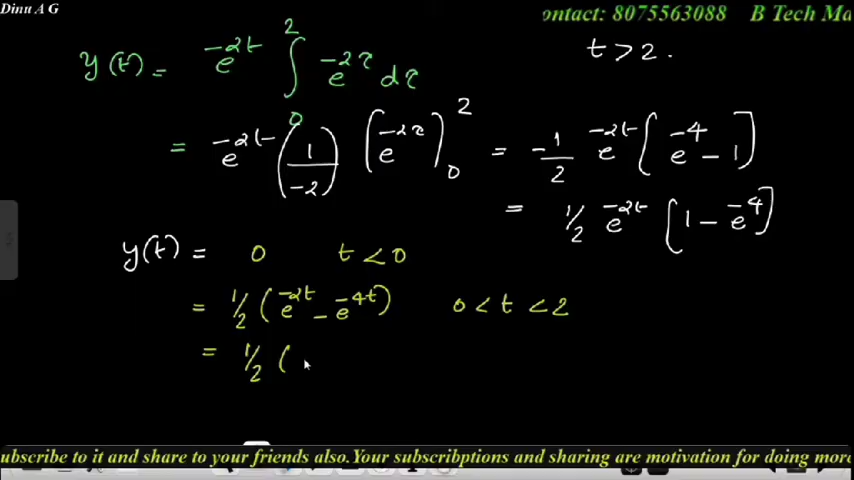 Dinu A G
ontact: 8075563088 B Tech Ma
y(t) = e^{-2t} ∫_0^2 e^{-2τ} dτ t > 2.
= e^{-2t} (1/-2) [e^{-2τ}]_0^2 = -1/2 e^{-2t} [e^{-4} - 1]
= 1/2 e^{-2t} [1 - e^{-4}]
y(t) = 0 t < 0
= 1/2 (e^{-2t} - e^{-4t}) 0 < t < 2
= 1/2 (
ubscribe to it and share to your friends also.Your subscribptions and sharing are motivation for doing more